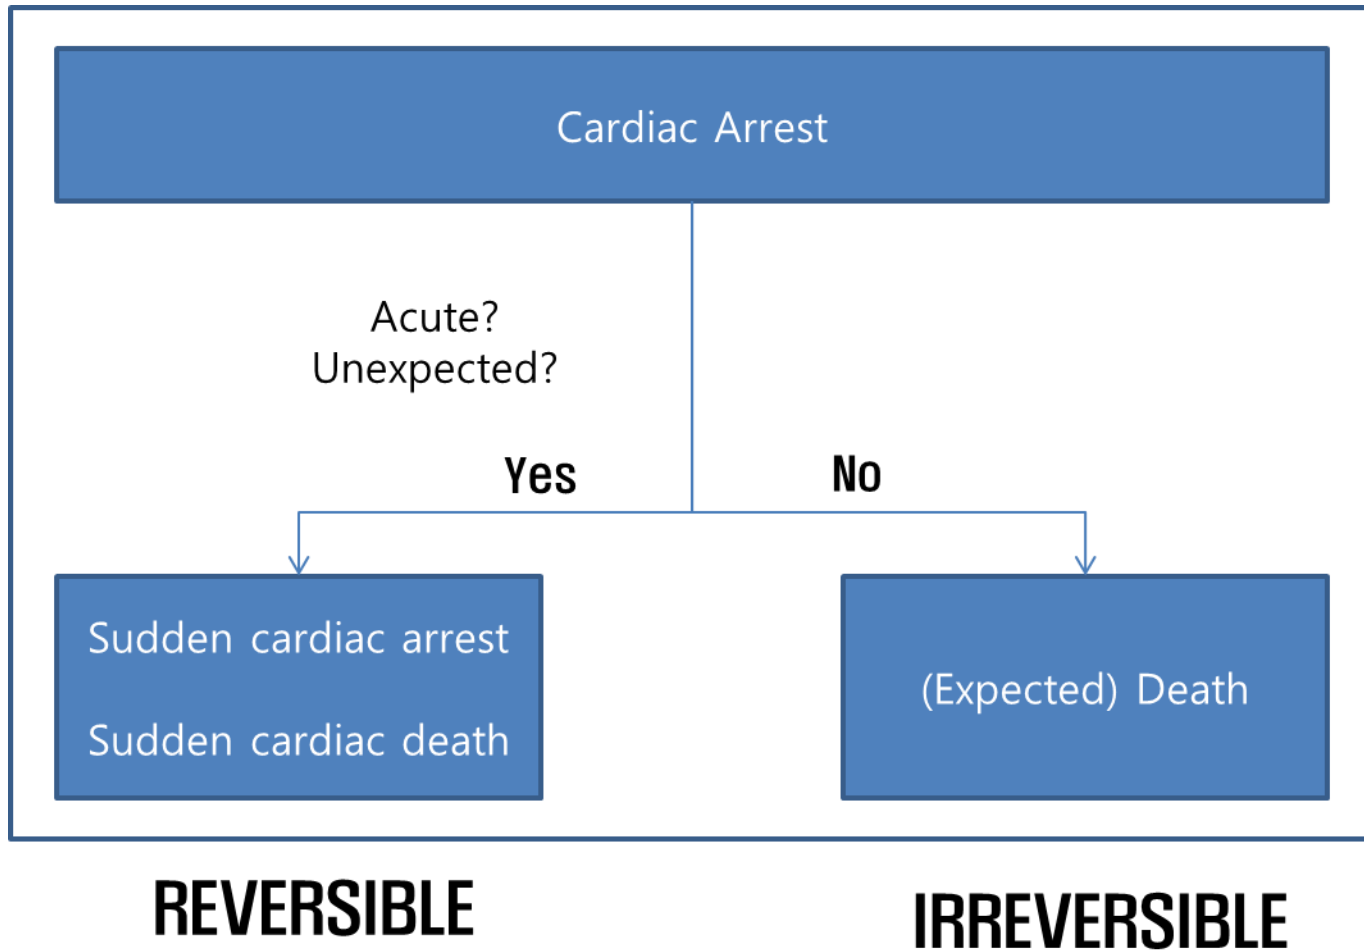 Cardiac Arrest
Acute?
Unexpected?
Yes
No
Sudden cardiac arrest
Sudden cardiac death
(Expected) Death
REVERSIBLE
IRREVERSIBLE